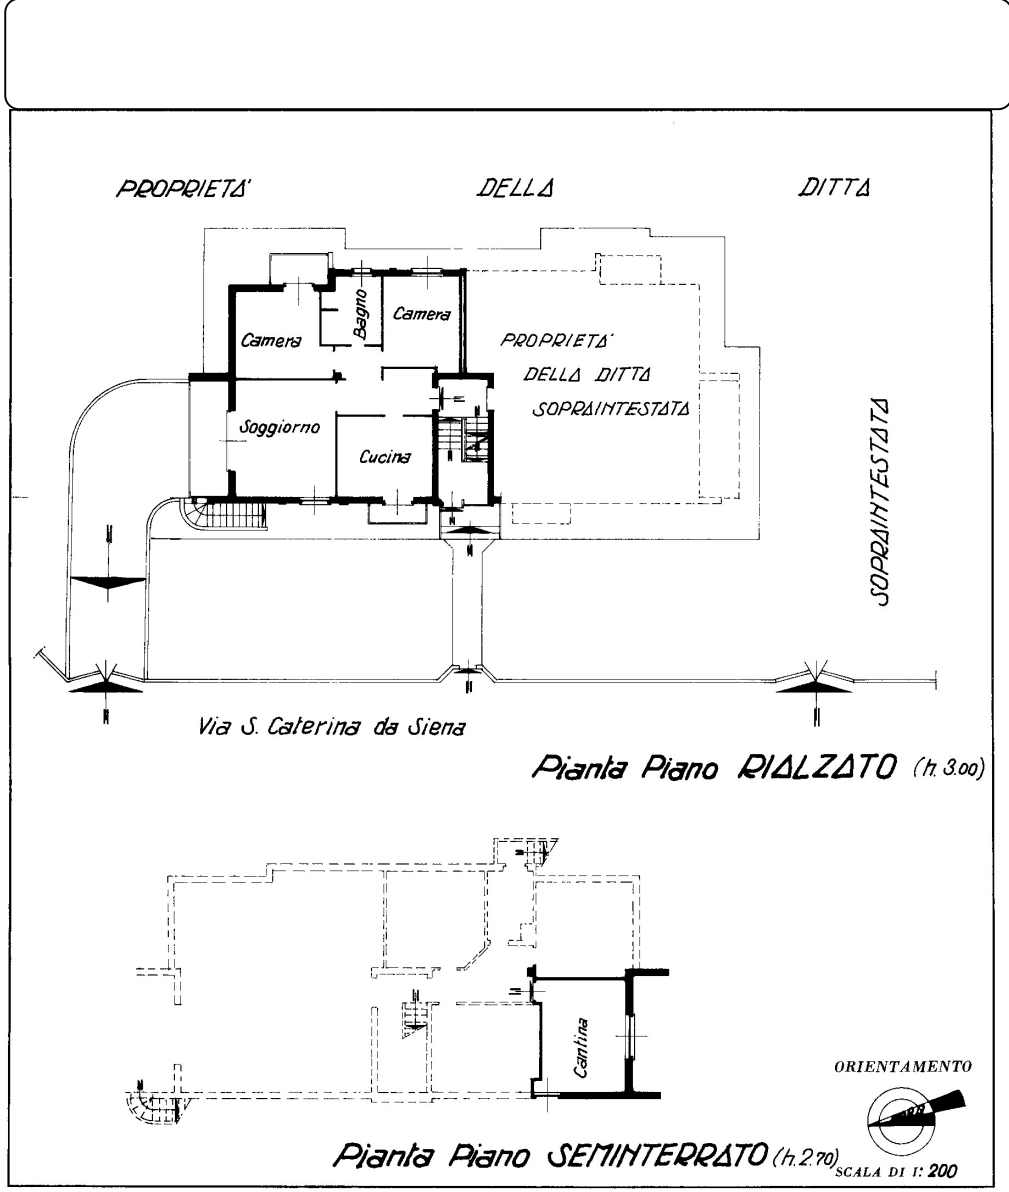 PROPRIETA' DELLA DITTA
Bagno
Camera
Camera
PROPRIETA'
DELLA DITTA
SOPRAINTESTATA
Soggiorno
Cucina
SOPRAINTESTATA
Via S. Caterina da Siena
Pianta Piano RIALZATO (h. 3.00)
Cantina
ORIENTAMENTO
Pianta Piano SEMINTERRATO (h. 2.70)
SCALA DI 1: 200